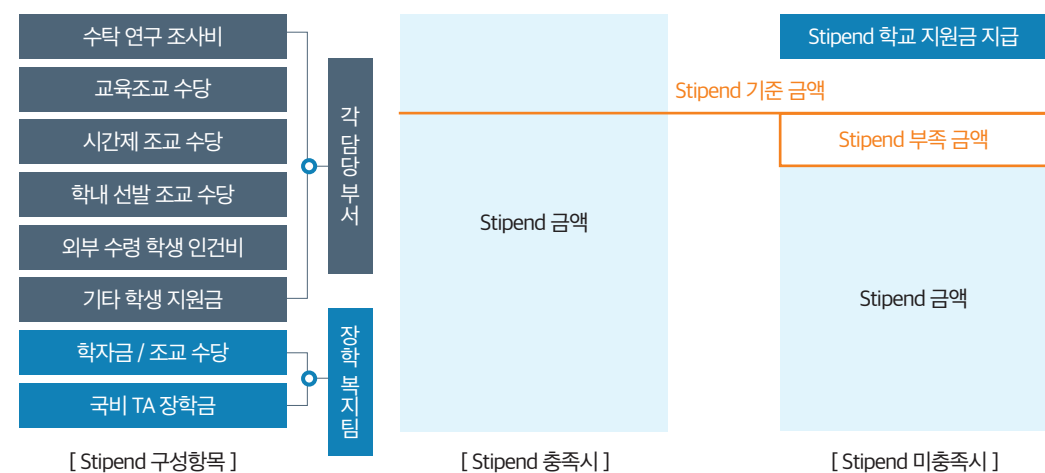 수탁 연구 조사비
교육조교 수당
시간제 조교 수당
학내 선발 조교 수당
외부 수령 학생 인건비
기타 학생 지원금
학자금 / 조교 수당
국비 TA 장학금
각 담당 부서
장학 복지팀
[ Stipend 구성항목 ]
Stipend 금액
[ Stipend 충족시 ]
Stipend 학교 지원금 지급
Stipend 기준 금액
Stipend 부족 금액
Stipend 금액
[ Stipend 미충족시 ]